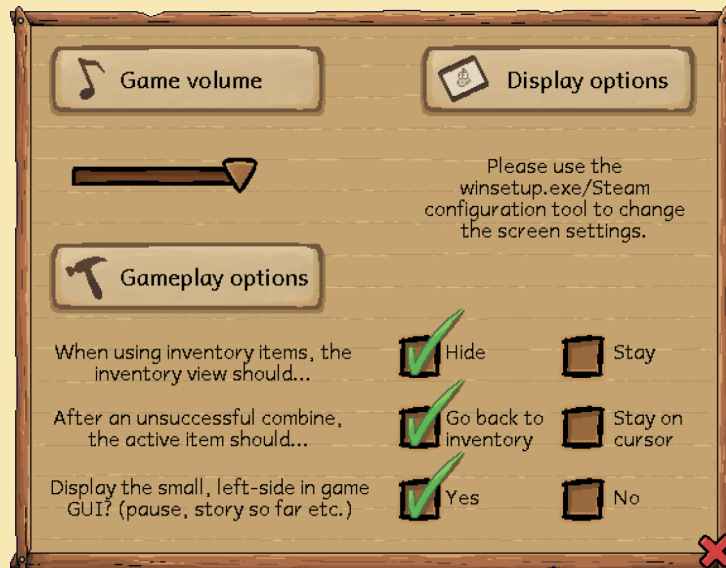 Game volume
Display options
Please use the
winsetup.exe/Steam
configuration tool to change
the screen settings.
Gameplay options
When using inventory items, the
inventory view should...
Hide
Stay
After an unsuccessful combine,
the active item should...
Go back to
inventory
Stay on
cursor
Display the small, left-side in game
GUI? (pause, story so far etc.)
Yes
No